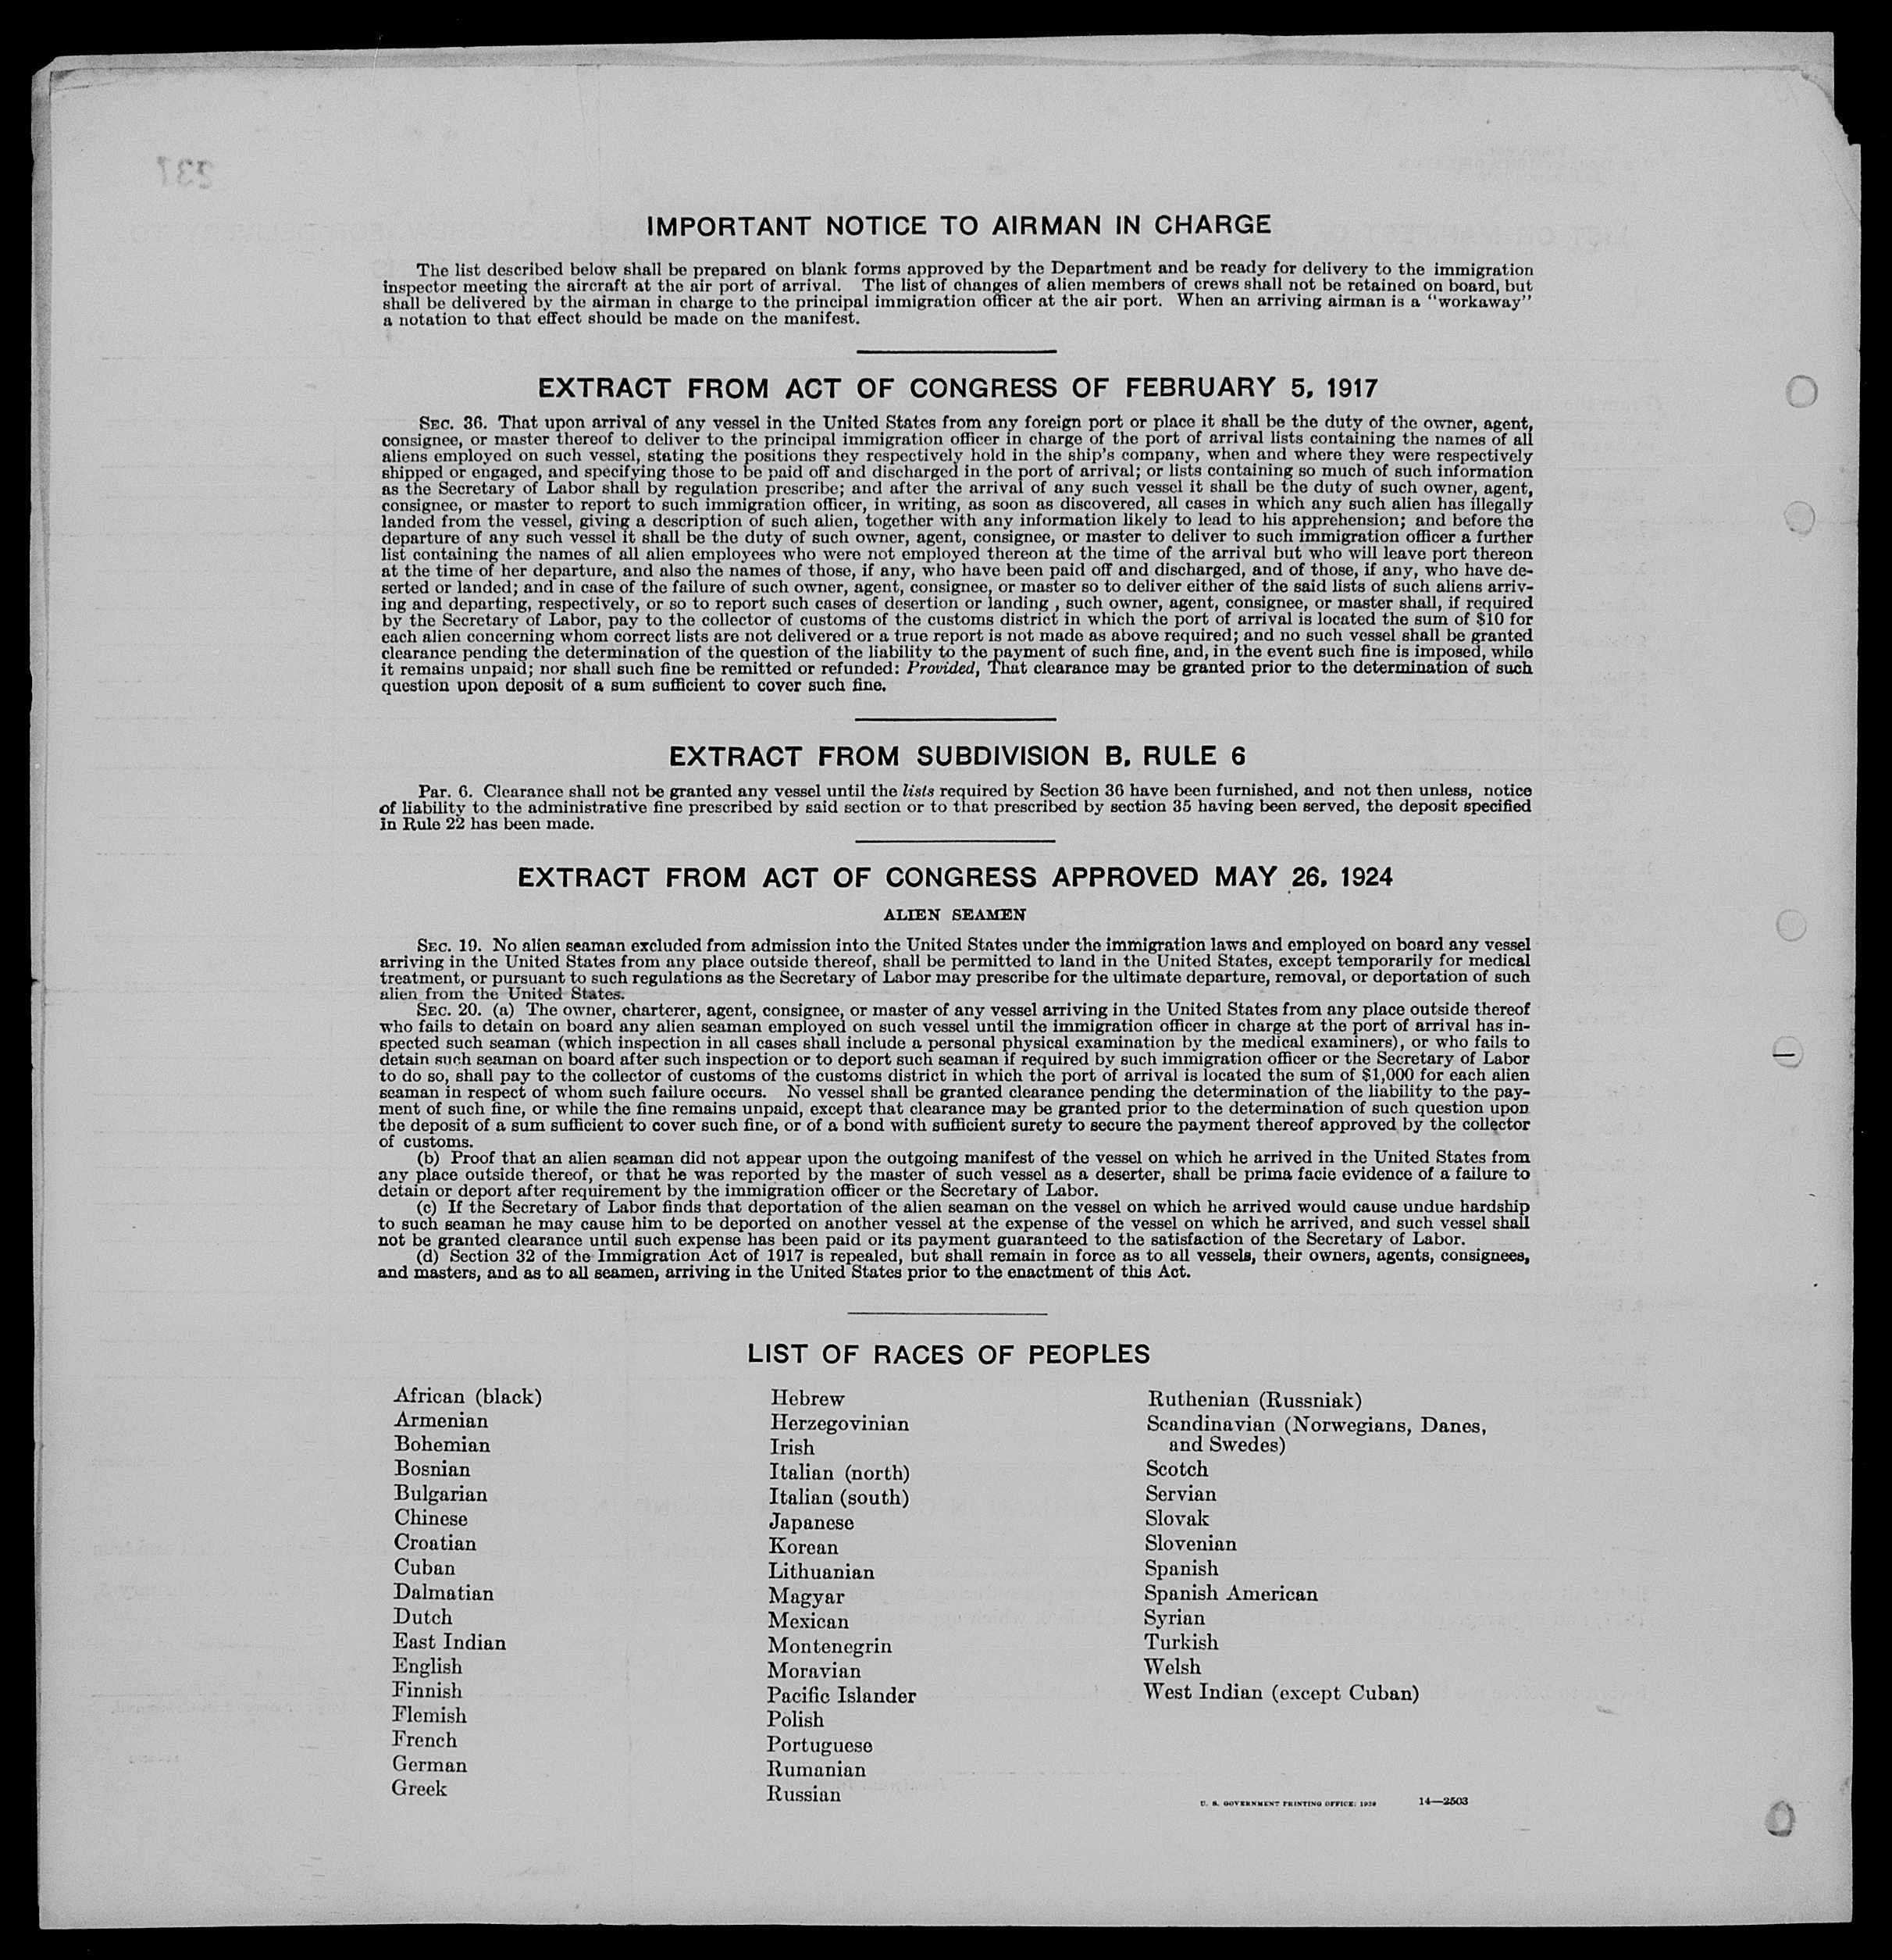 231
IMPORTANT NOTICE TO AIRMAN IN CHARGE
The list described below shall be prepared on blank forms approved by the Department and be ready for delivery to the immigration
inspector meeting the aircraft at the air port of arrival. The list of changes of alien members of crews shall not be retained on board, but
shall be delivered by the airman in charge to the principal immigration officer at the air port. When an arriving airman is a "workaway"
a notation to that effect should be made on the manifest.
EXTRACT FROM ACT OF CONGRESS OF FEBRUARY 5, 1917
SEC. 36. That upon arrival of any vessel in the United States from any foreign port or place it shall be the duty of the owner, agent,
consignee, or master thereof to deliver to the principal immigration officer in charge of the port of arrival lists containing the names of all
aliens employed on such vessel, stating the positions they respectively hold in the ship's company, when and where they were respectively
shipped or engaged, and specifying those to be paid off and discharged in the port of arrival; or lists containing so much of such information
as the Secretary of Labor shall by regulation prescribe; and after the arrival of any such vessel it shall be the duty of such owner, agent,
consignee, or master to report to such immigration officer, in writing, as soon as discovered, all cases in which any such alien has illegally
landed from the vessel, giving a description of such alien, together with any information likely to lead to his apprehension; and before the
departure of any such vessel it shall be the duty of such owner, agent, consignee, or master to deliver to such immigration officer a further
list containing the names of all alien employees who were not employed thereon at the time of the arrival but who will leave port thereon
at the time of her departure, and also the names of those, if any, who have been paid off and discharged, and of those, if any, who have de-
serted or landed; and in case of the failure of such owner, agent, consignee, or master so to deliver either of the said lists of such aliens arriv-
ing and departing, respectively, or so to report such cases of desertion or landing , such owner, agent, consignee, or master shall, if required
by the Secretary of Labor, pay to the collector of customs of the customs district in which the port of arrival is located the sum of $10 for
each alien concerning whom correct lists are not delivered or a true report is not made as above required; and no such vessel shall be granted
clearance pending the determination of the question of the liability to the payment of such fine, and, in the event such fine is imposed, while
it remains unpaid; nor shall such fine be remitted or refunded: Provided, That clearance may be granted prior to the determination of such
question upon deposit of a sum sufficient to cover such fine.
EXTRACT FROM SUBDIVISION B, RULE 6
Par. 6. Clearance shall not be granted any vessel until the lists required by Section 36 have been furnished, and not then unless, notice
of liability to the administrative fine prescribed by said section or to that prescribed by section 35 having been served, the deposit specified
in Rule 22 has been made.
EXTRACT FROM ACT OF CONGRESS APPROVED MAY 26, 1924
ALIEN SEAMEN
SEC. 19. No alien seaman excluded from admission into the United States under the immigration laws and employed on board any vessel
arriving in the United States from any place outside thereof, shall be permitted to land in the United States, except temporarily for medical
treatment, or pursuant to such regulations as the Secretary of Labor may prescribe for the ultimate departure, removal, or deportation of such
alien from the United States.
SEC. 20. (a) The owner, charterer, agent, consignee, or master of any vessel arriving in the United States from any place outside thereof
who fails to detain on board any alien seaman employed on such vessel until the immigration officer in charge at the port of arrival has in-
spected such seaman (which inspection in all cases shall include a personal physical examination by the medical examiners), or who fails to
detain such seaman on board after such inspection or to deport such seaman if required by such immigration officer or the Secretary of Labor
to do so, shall pay to the collector of customs of the customs district in which the port of arrival is located the sum of $1,000 for each alien
seaman in respect of whom such failure occurs. No vessel shall be granted clearance pending the determination of the liability to the pay-
ment of such fine, or while the fine remains unpaid, except that clearance may be granted prior to the determination of such question upon
the deposit of a sum sufficient to cover such fine, or of a bond with sufficient surety to secure the payment thereof approved by the collector
of customs.
(b) Proof that an alien seaman did not appear upon the outgoing manifest of the vessel on which he arrived in the United States from
any place outside thereof, or that he was reported by the master of such vessel as a deserter, shall be prima facie evidence of a failure to
detain or deport after requirement by the immigration officer or the Secretary of Labor.
(c) If the Secretary of Labor finds that deportation of the alien seaman on the vessel on which he arrived would cause undue hardship
to such seaman he may cause him to be deported on another vessel at the expense of the vessel on which he arrived, and such vessel shall
not be granted clearance until such expense has been paid or its payment guaranteed to the satisfaction of the Secretary of Labor.
(d) Section 32 of the Immigration Act of 1917 is repealed, but shall remain in force as to all vessels, their owners, agents, consignees,
and masters, and as to all seamen, arriving in the United States prior to the enactment of this Act.
LIST OF RACES OF PEOPLES
African (black)
Armenian
Bohemian
Bosnian
Bulgarian
Chinese
Croatian
Cuban
Dalmatian
Dutch
East Indian
English
Finnish
Flemish
French
German
Greek
Hebrew
Herzegovinian
Irish
Italian (north)
Italian (south)
Japanese
Korean
Lithuanian
Magyar
Mexican
Montenegrin
Moravian
Pacific Islander
Polish
Portuguese
Rumanian
Russian
Ruthenian (Russniak)
Scandinavian (Norwegians, Danes,
and Swedes)
Scotch
Servian
Slovak
Slovenian
Spanish
Spanish American
Syrian
Turkish
Welsh
West Indian (except Cuban)
U. S. GOVERNMENT PRINTING OFFICE: 14—2503